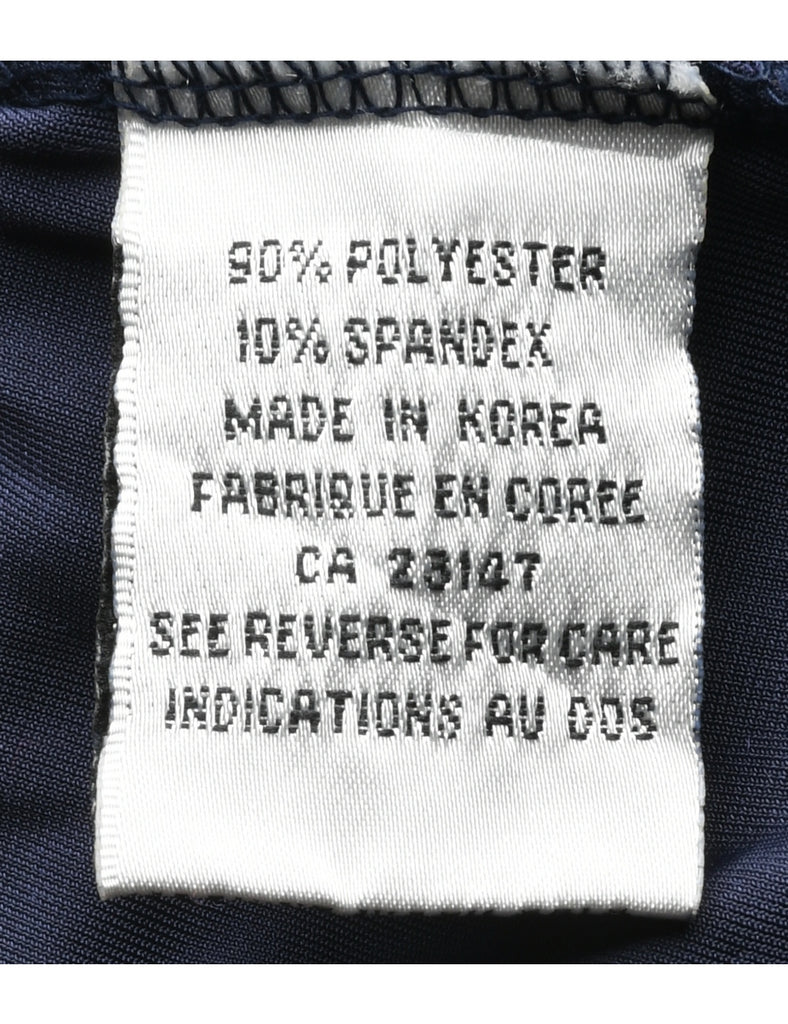 90% POLYESTER
10% SPANDEX
MADE IN KOREA
FABRIQUE EN COREE
CA 23147
SEE REVERSE FOR CARE
INDICATIONS AU DOS